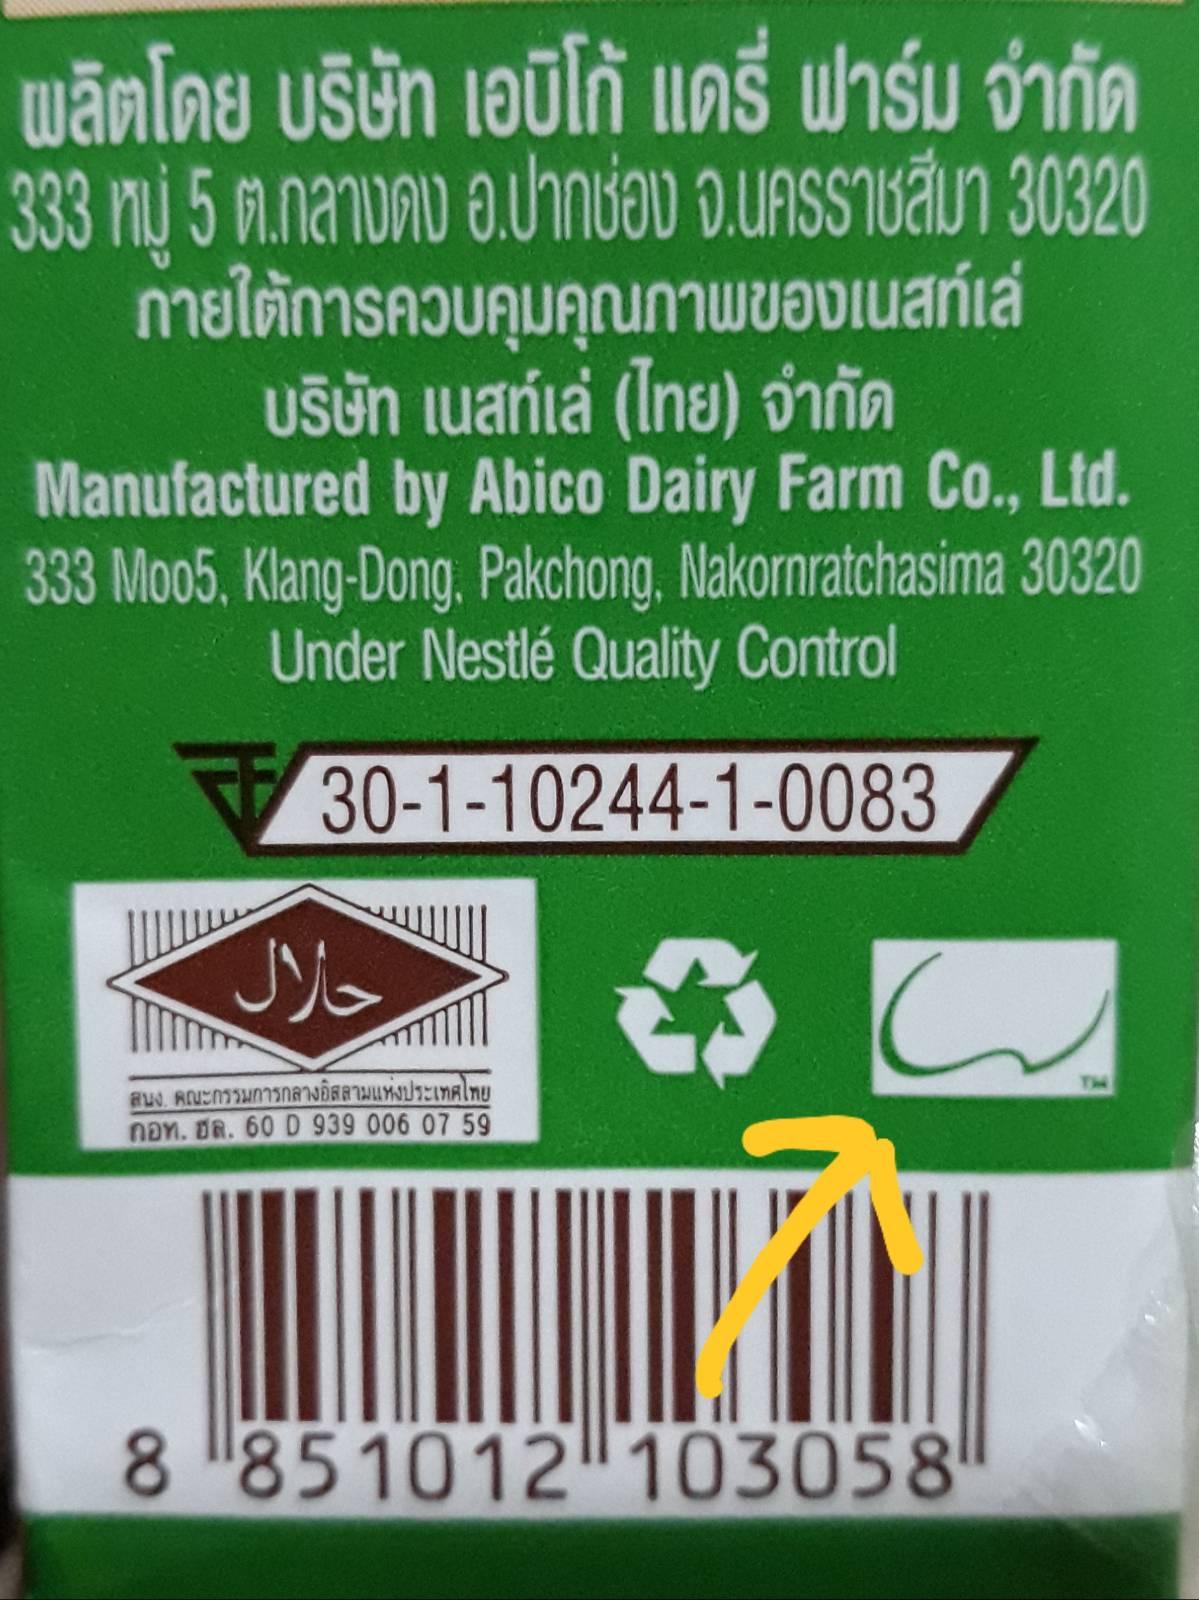 ผลิตโดย บริษัท เอบิโก้ แดรี่ ฟาร์ม จำกัด
333 หมู่ 5 ต.กลางดง อ.ปากช่อง จ.นครราชสีมา 30320
ภายใต้การควบคุมคุณภาพของเนสท์เล่
บริษัท เนสท์เล่ (ไทย) จำกัด
Manufactured by Abico Dairy Farm Co., Ltd.
333 Moo5, Klang-Dong, Pakchong, Nakornratchasima 30320
Under Nestlé Quality Control
30-1-10244-1-0083
حلال
สนง. คณะกรรมการกลางอิสลามแห่งประเทศไทย
กอท. ฮล. 60 D 939 006 07 59
TM
8 851012 103058